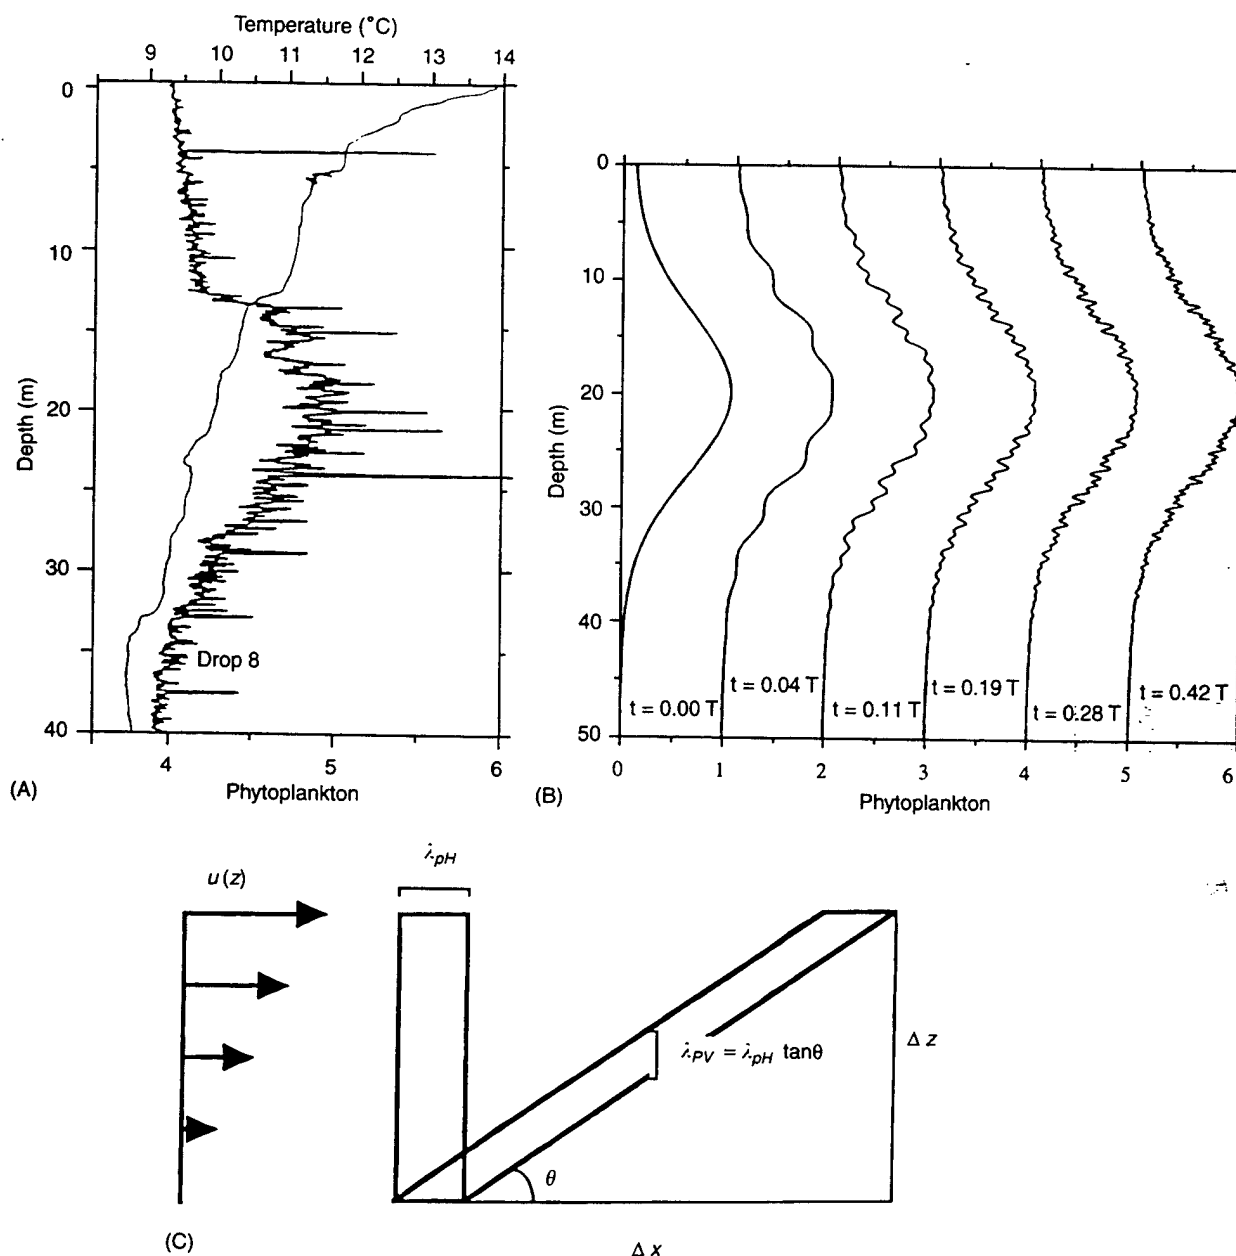 Temperature (°C)
9 10 11 12 13 14
0
10
20
30
40
Depth (m)
Drop 8
4 5 6
Phytoplankton
(A)
0
10
20
30
40
50
Depth (m)
t = 0.00 T
t = 0.04 T
t = 0.11 T
t = 0.19 T
t = 0.28 T
t = 0.42 T
0 1 2 3 4 5 6
Phytoplankton
(B)
u(z)
λpH
λPV = λpH tanθ
Δ z
θ
Δ x
(C)